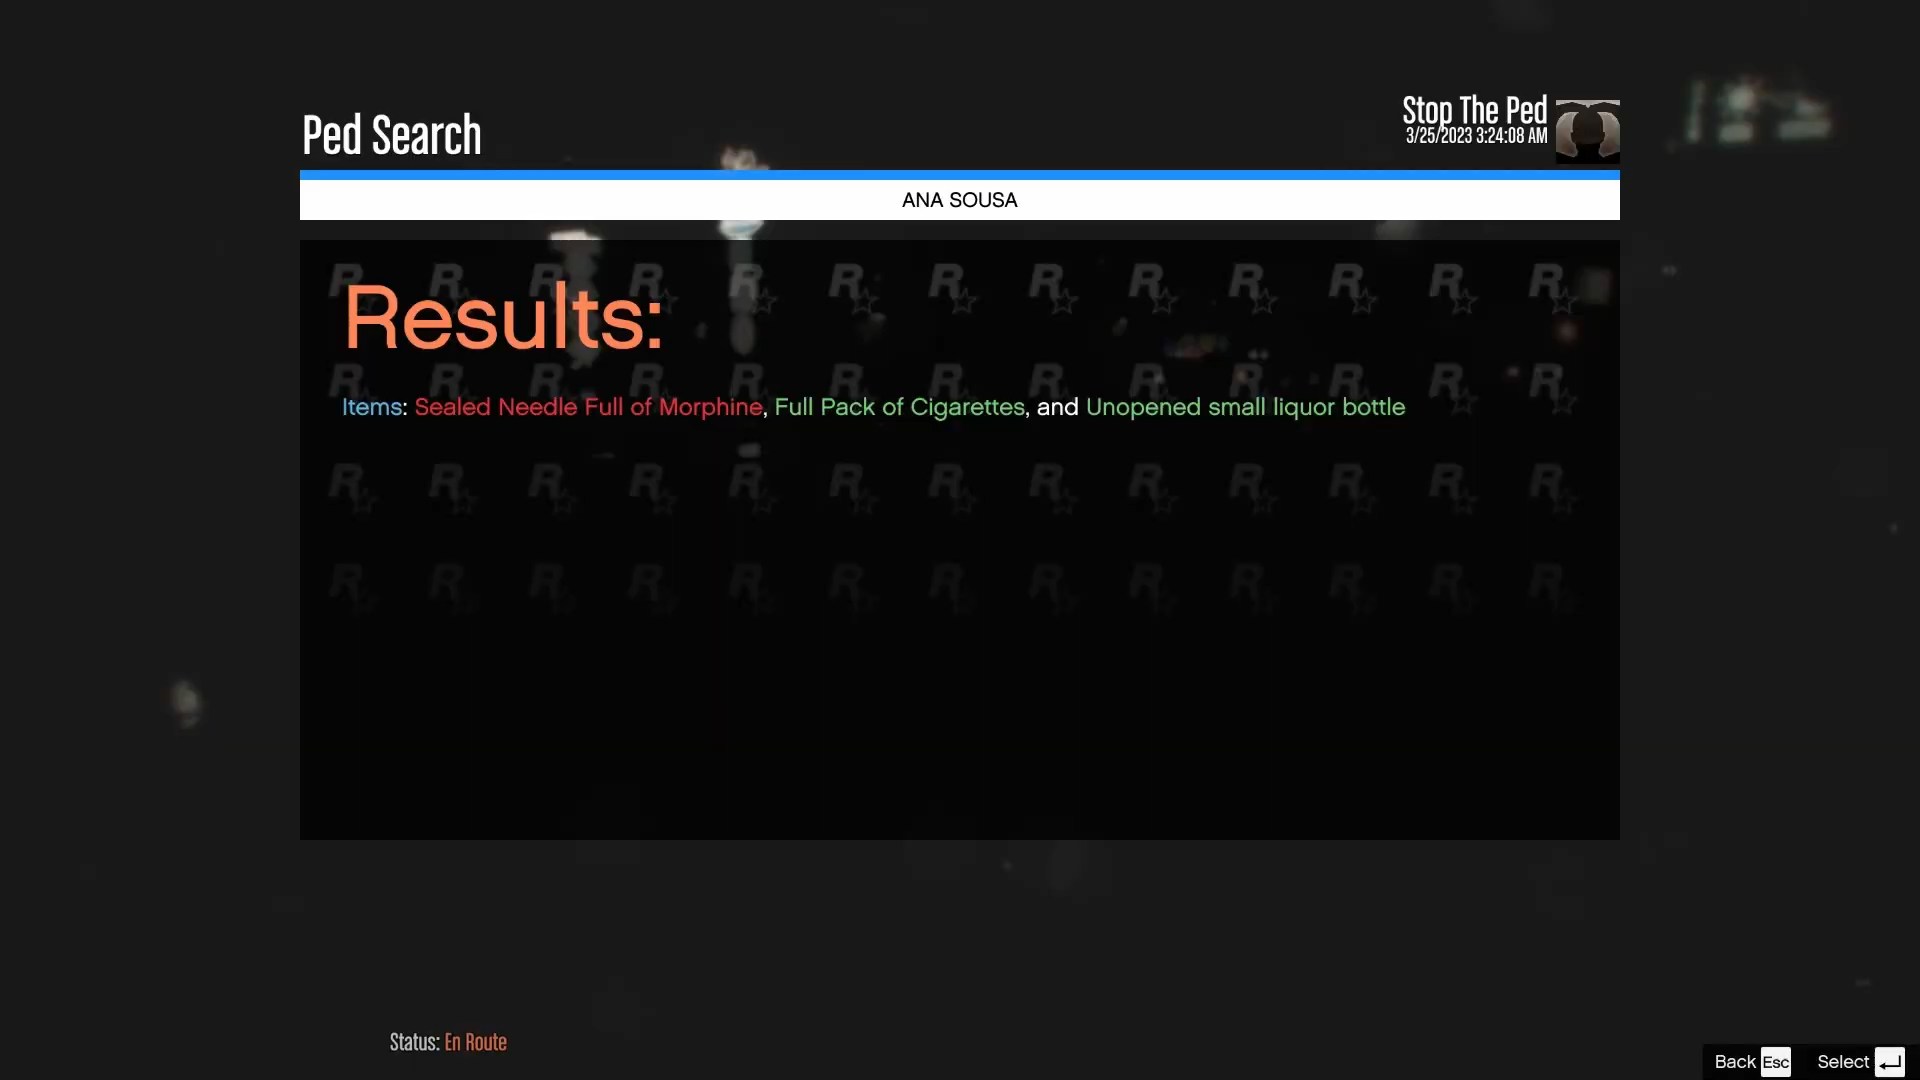 Ped Search
Stop The Ped
3/25/2023 3:24:08 AM
ANA SOUSA
Results:
Items: Sealed Needle Full of Morphine, Full Pack of Cigarettes, and Unopened small liquor bottle
Status: En Route
Back Esc Select